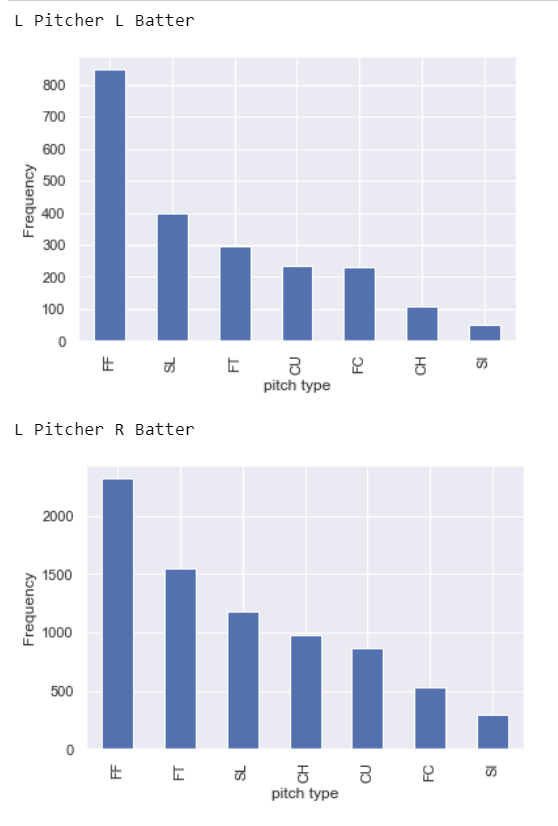 L Pitcher L Batter
800
700
600
500
400
300
200
100
0
Frequency
FF SL FT CU FC CH SI
pitch type
L Pitcher R Batter
2000
1500
1000
500
0
Frequency
FF FT SL CH CU FC SI
pitch type